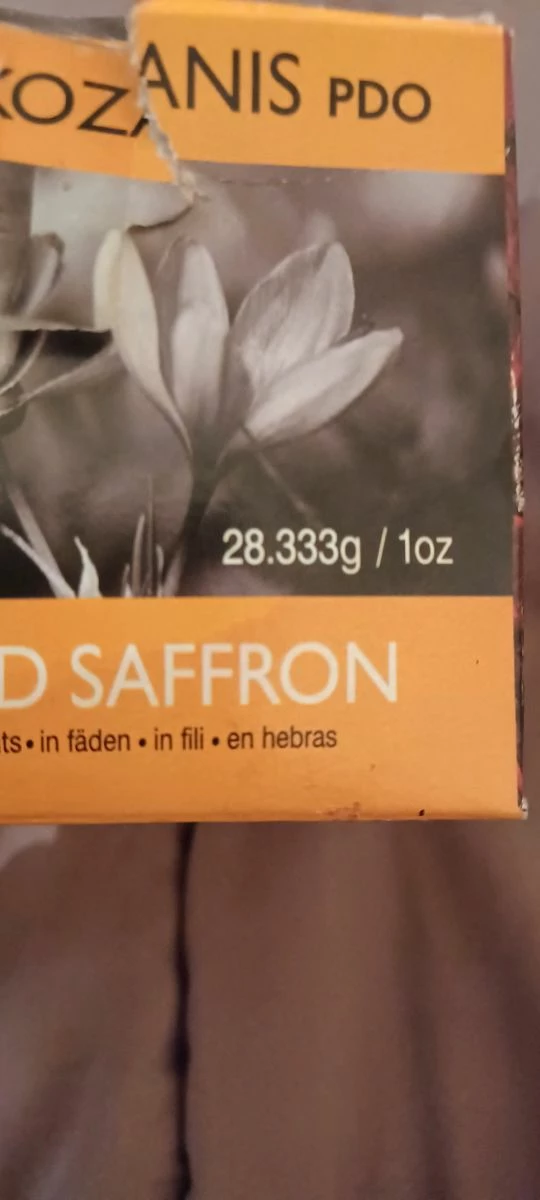 KOZANIS PDO
28.333g / 1oz
D SAFFRON
ts • in fäden • in fili • en hebras